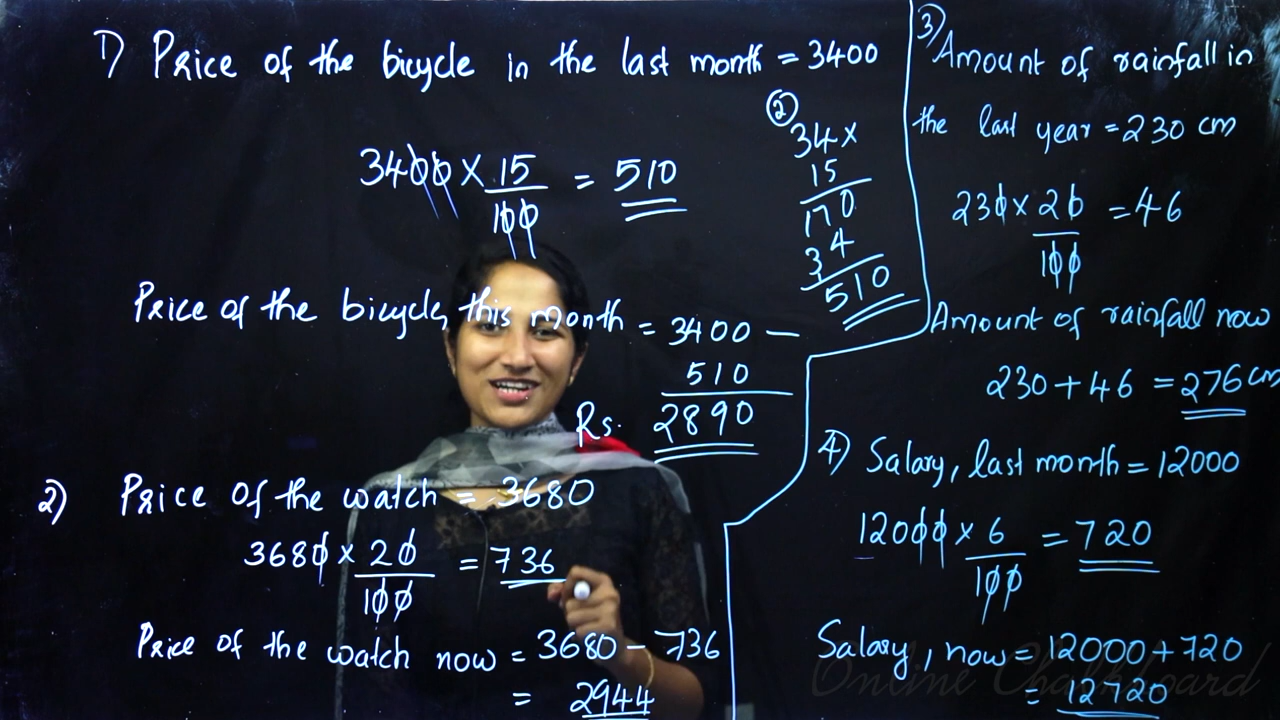 1) Price of the bicycle in the last month = 3400
3400 × 15/100 = 510
②
34 ×
15
170
34
510
Price of the bicycle, this month = 3400 –
510
Rs. 2890
2) Price of the watch = 3680
3680 × 20/100 = 736
Price of the watch now = 3680 – 736
= 2944
3) Amount of rainfall in
the last year = 230 cm
230 × 20/100 = 46
Amount of rainfall now
230 + 46 = 276 cm
4) Salary, last month = 12000
12000 × 6/100 = 720
Salary, now = 12000 + 720
= 12720
Online Chalkboard